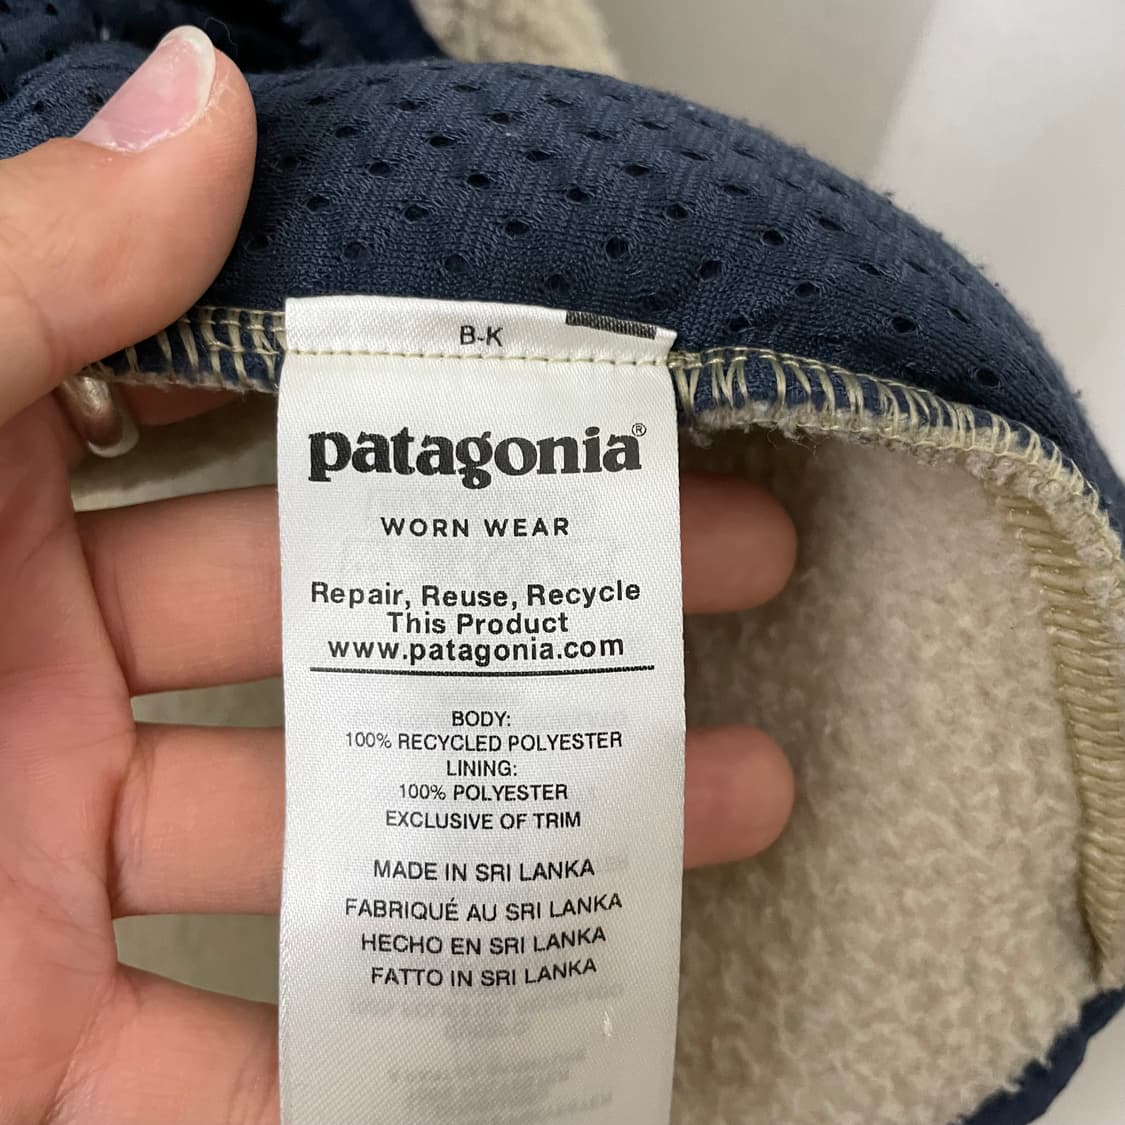 B-K
patagonia®
WORN WEAR
Repair, Reuse, Recycle
This Product
www.patagonia.com
BODY:
100% RECYCLED POLYESTER
LINING:
100% POLYESTER
EXCLUSIVE OF TRIM
MADE IN SRI LANKA
FABRIQUÉ AU SRI LANKA
HECHO EN SRI LANKA
FATTO IN SRI LANKA